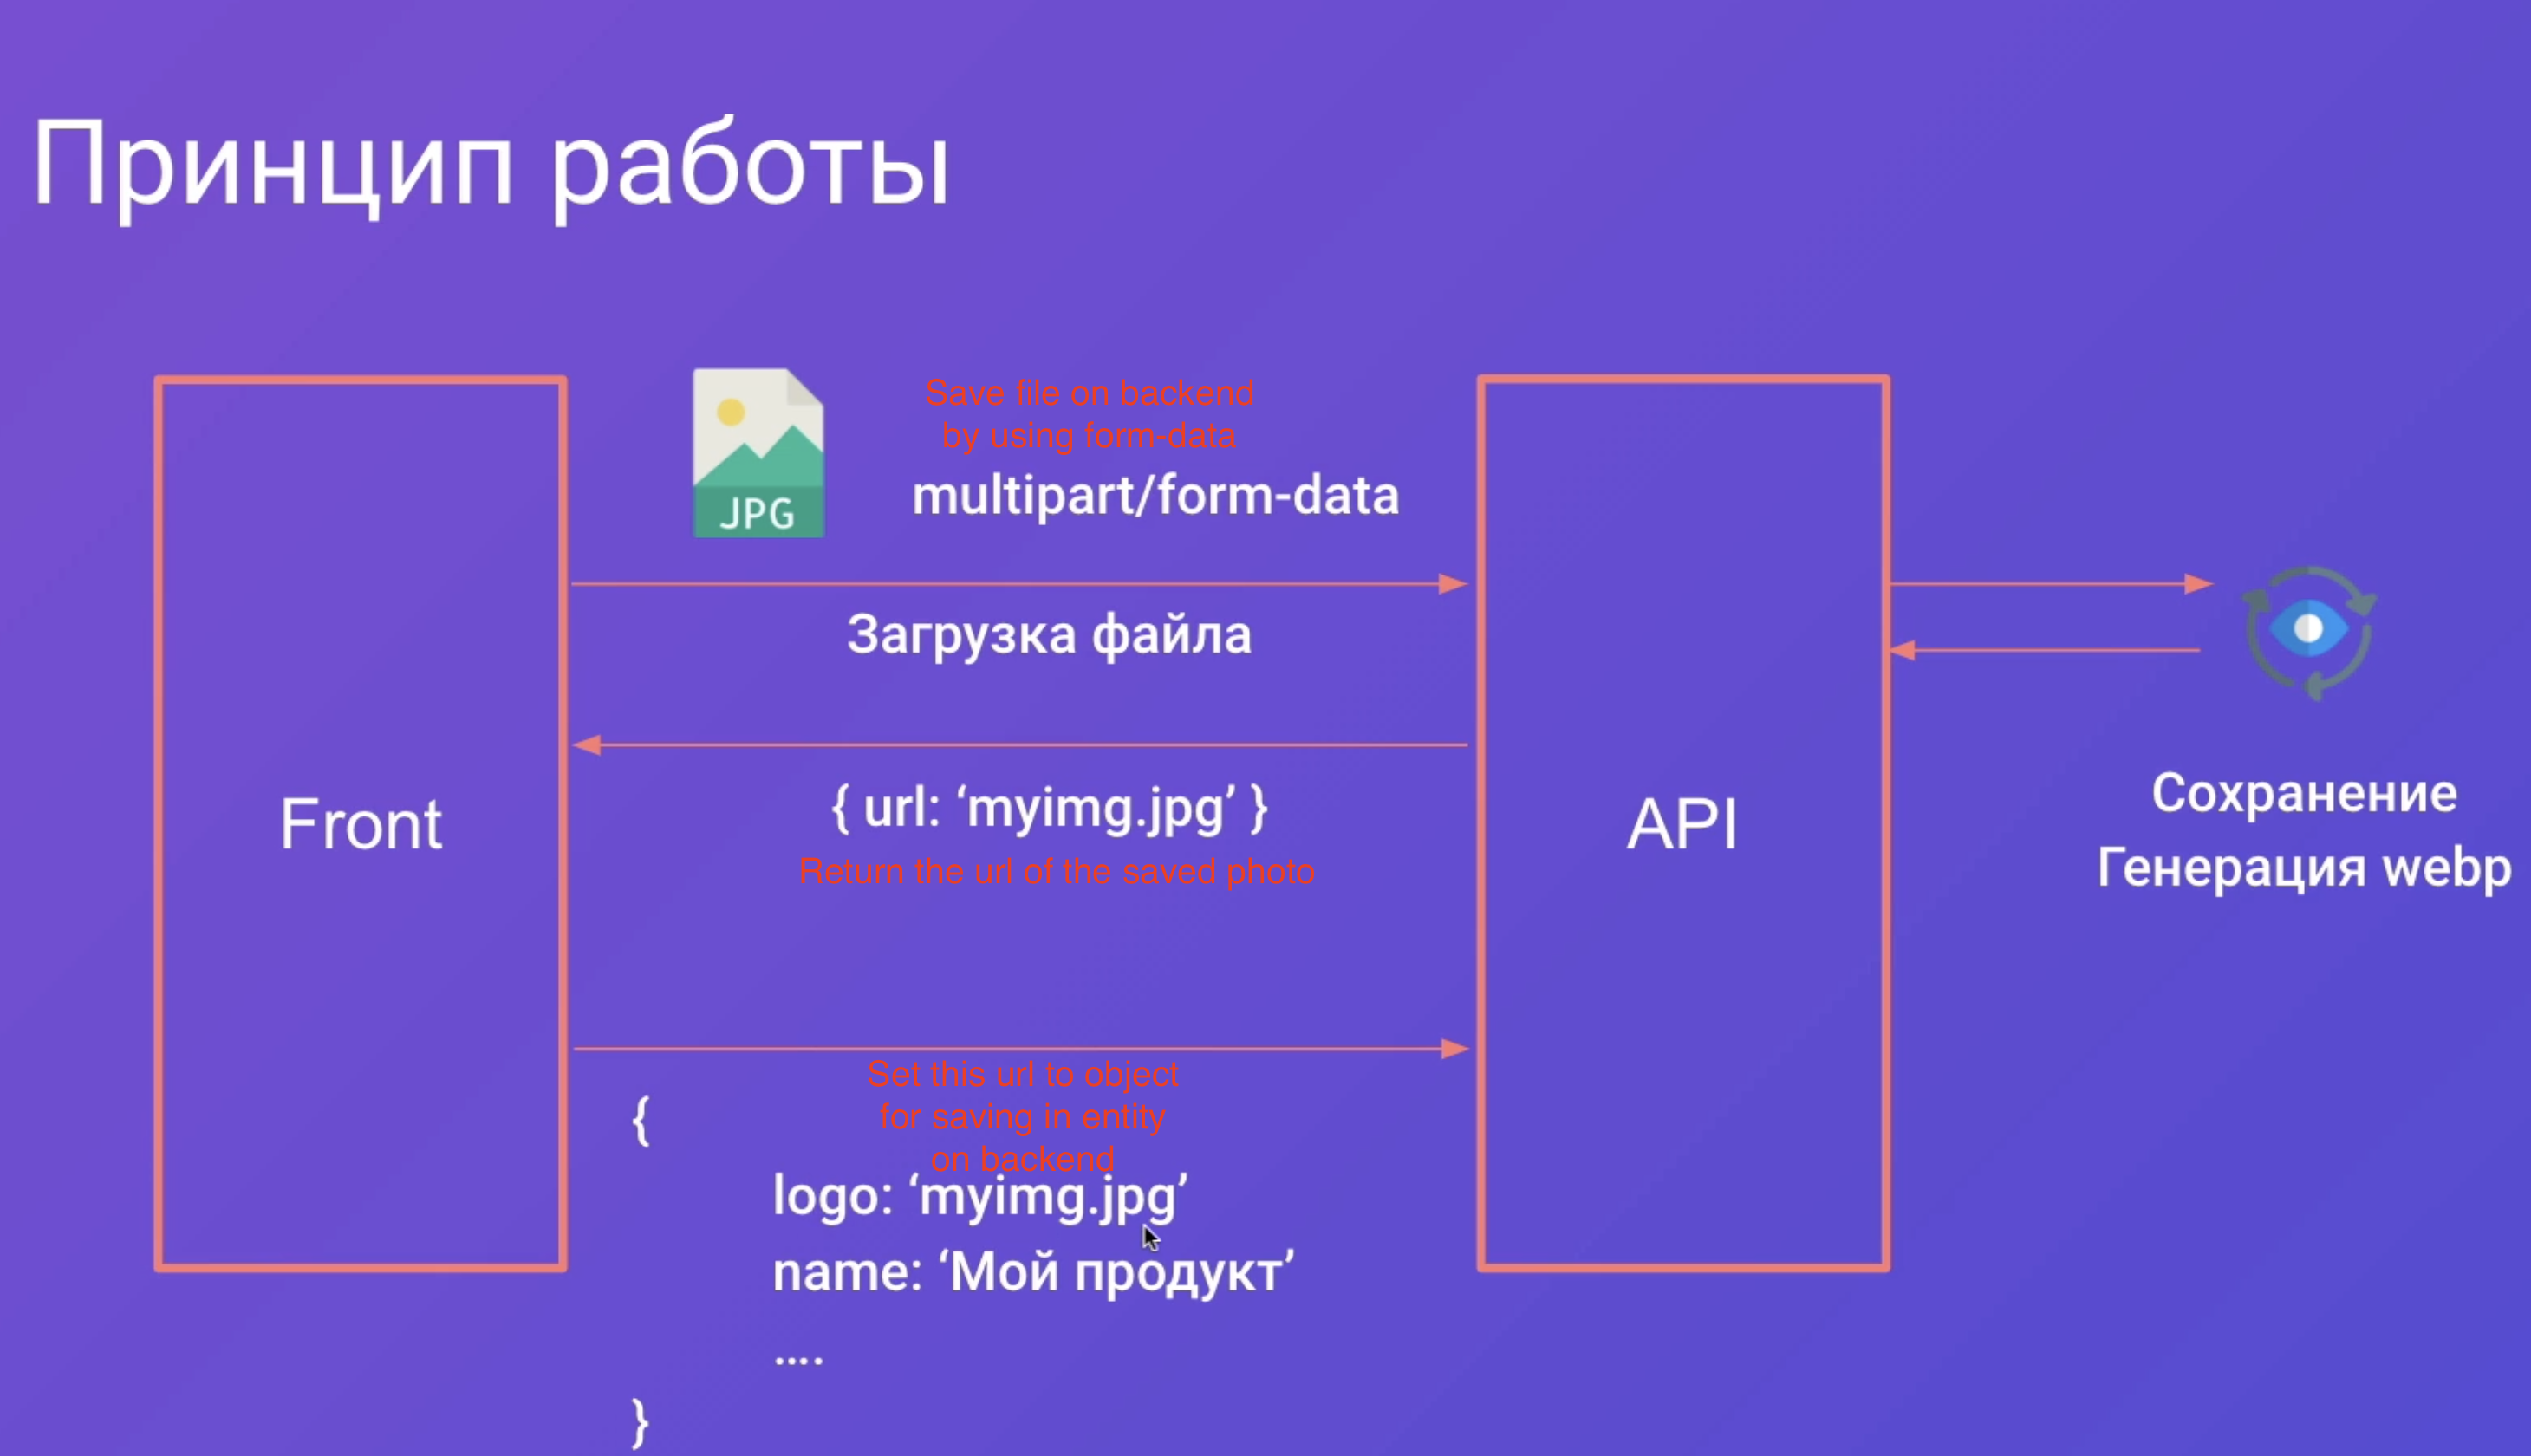 Принцип работы
Save file on backend
by using form-data
multipart/form-data
JPG
Загрузка файла
Front
{ url: ‘myimg.jpg’ }
Return the url of the saved photo
API
Сохранение
Генерация webp
Set this url to object
for saving in entity
on backend
{
logo: ‘myimg.jpg’
name: ‘Мой продукт’
....
}